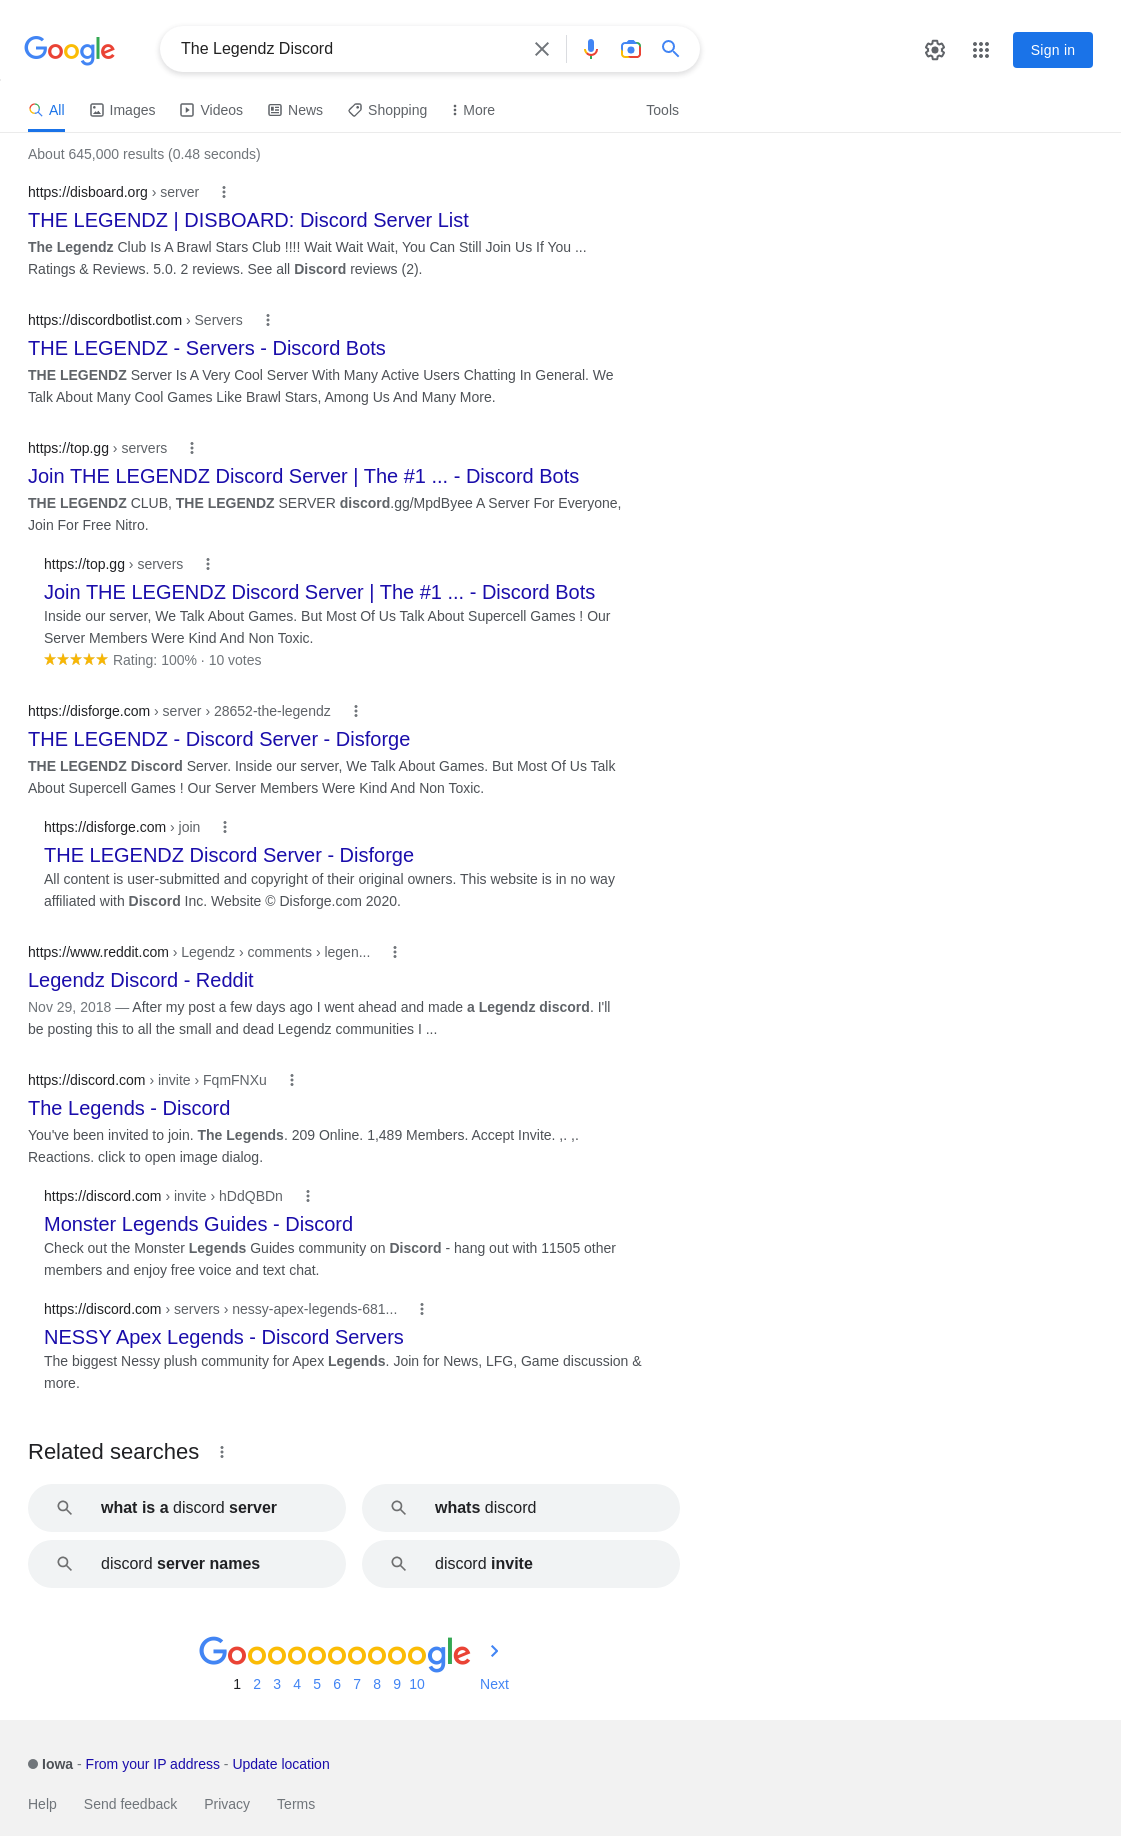 Google
The Legendz Discord
Sign in
All
Images
Videos
News
Shopping
More
Tools
About 645,000 results (0.48 seconds)
https://disboard.org › server
THE LEGENDZ | DISBOARD: Discord Server List
The Legendz Club Is A Brawl Stars Club !!!! Wait Wait Wait, You Can Still Join Us If You ...
Ratings & Reviews. 5.0. 2 reviews. See all Discord reviews (2).
https://discordbotlist.com › Servers
THE LEGENDZ - Servers - Discord Bots
THE LEGENDZ Server Is A Very Cool Server With Many Active Users Chatting In General. We
Talk About Many Cool Games Like Brawl Stars, Among Us And Many More.
https://top.gg › servers
Join THE LEGENDZ Discord Server | The #1 ... - Discord Bots
THE LEGENDZ CLUB, THE LEGENDZ SERVER discord.gg/MpdByee A Server For Everyone,
Join For Free Nitro.
https://top.gg › servers
Join THE LEGENDZ Discord Server | The #1 ... - Discord Bots
Inside our server, We Talk About Games. But Most Of Us Talk About Supercell Games ! Our
Server Members Were Kind And Non Toxic.
Rating: 100% · 10 votes
https://disforge.com › server › 28652-the-legendz
THE LEGENDZ - Discord Server - Disforge
THE LEGENDZ Discord Server. Inside our server, We Talk About Games. But Most Of Us Talk
About Supercell Games ! Our Server Members Were Kind And Non Toxic.
https://disforge.com › join
THE LEGENDZ Discord Server - Disforge
All content is user-submitted and copyright of their original owners. This website is in no way
affiliated with Discord Inc. Website © Disforge.com 2020.
https://www.reddit.com › Legendz › comments › legen...
Legendz Discord - Reddit
Nov 29, 2018 — After my post a few days ago I went ahead and made a Legendz discord. I'll
be posting this to all the small and dead Legendz communities I ...
https://discord.com › invite › FqmFNXu
The Legends - Discord
You've been invited to join. The Legends. 209 Online. 1,489 Members. Accept Invite. ,. ,.
Reactions. click to open image dialog.
https://discord.com › invite › hDdQBDn
Monster Legends Guides - Discord
Check out the Monster Legends Guides community on Discord - hang out with 11505 other
members and enjoy free voice and text chat.
https://discord.com › servers › nessy-apex-legends-681...
NESSY Apex Legends - Discord Servers
The biggest Nessy plush community for Apex Legends. Join for News, LFG, Game discussion &
more.
Related searches
what is a discord server
whats discord
discord server names
discord invite
Goooooooooogle
1 2 3 4 5 6 7 8 9 10 Next
Iowa - From your IP address - Update location
Help Send feedback Privacy Terms